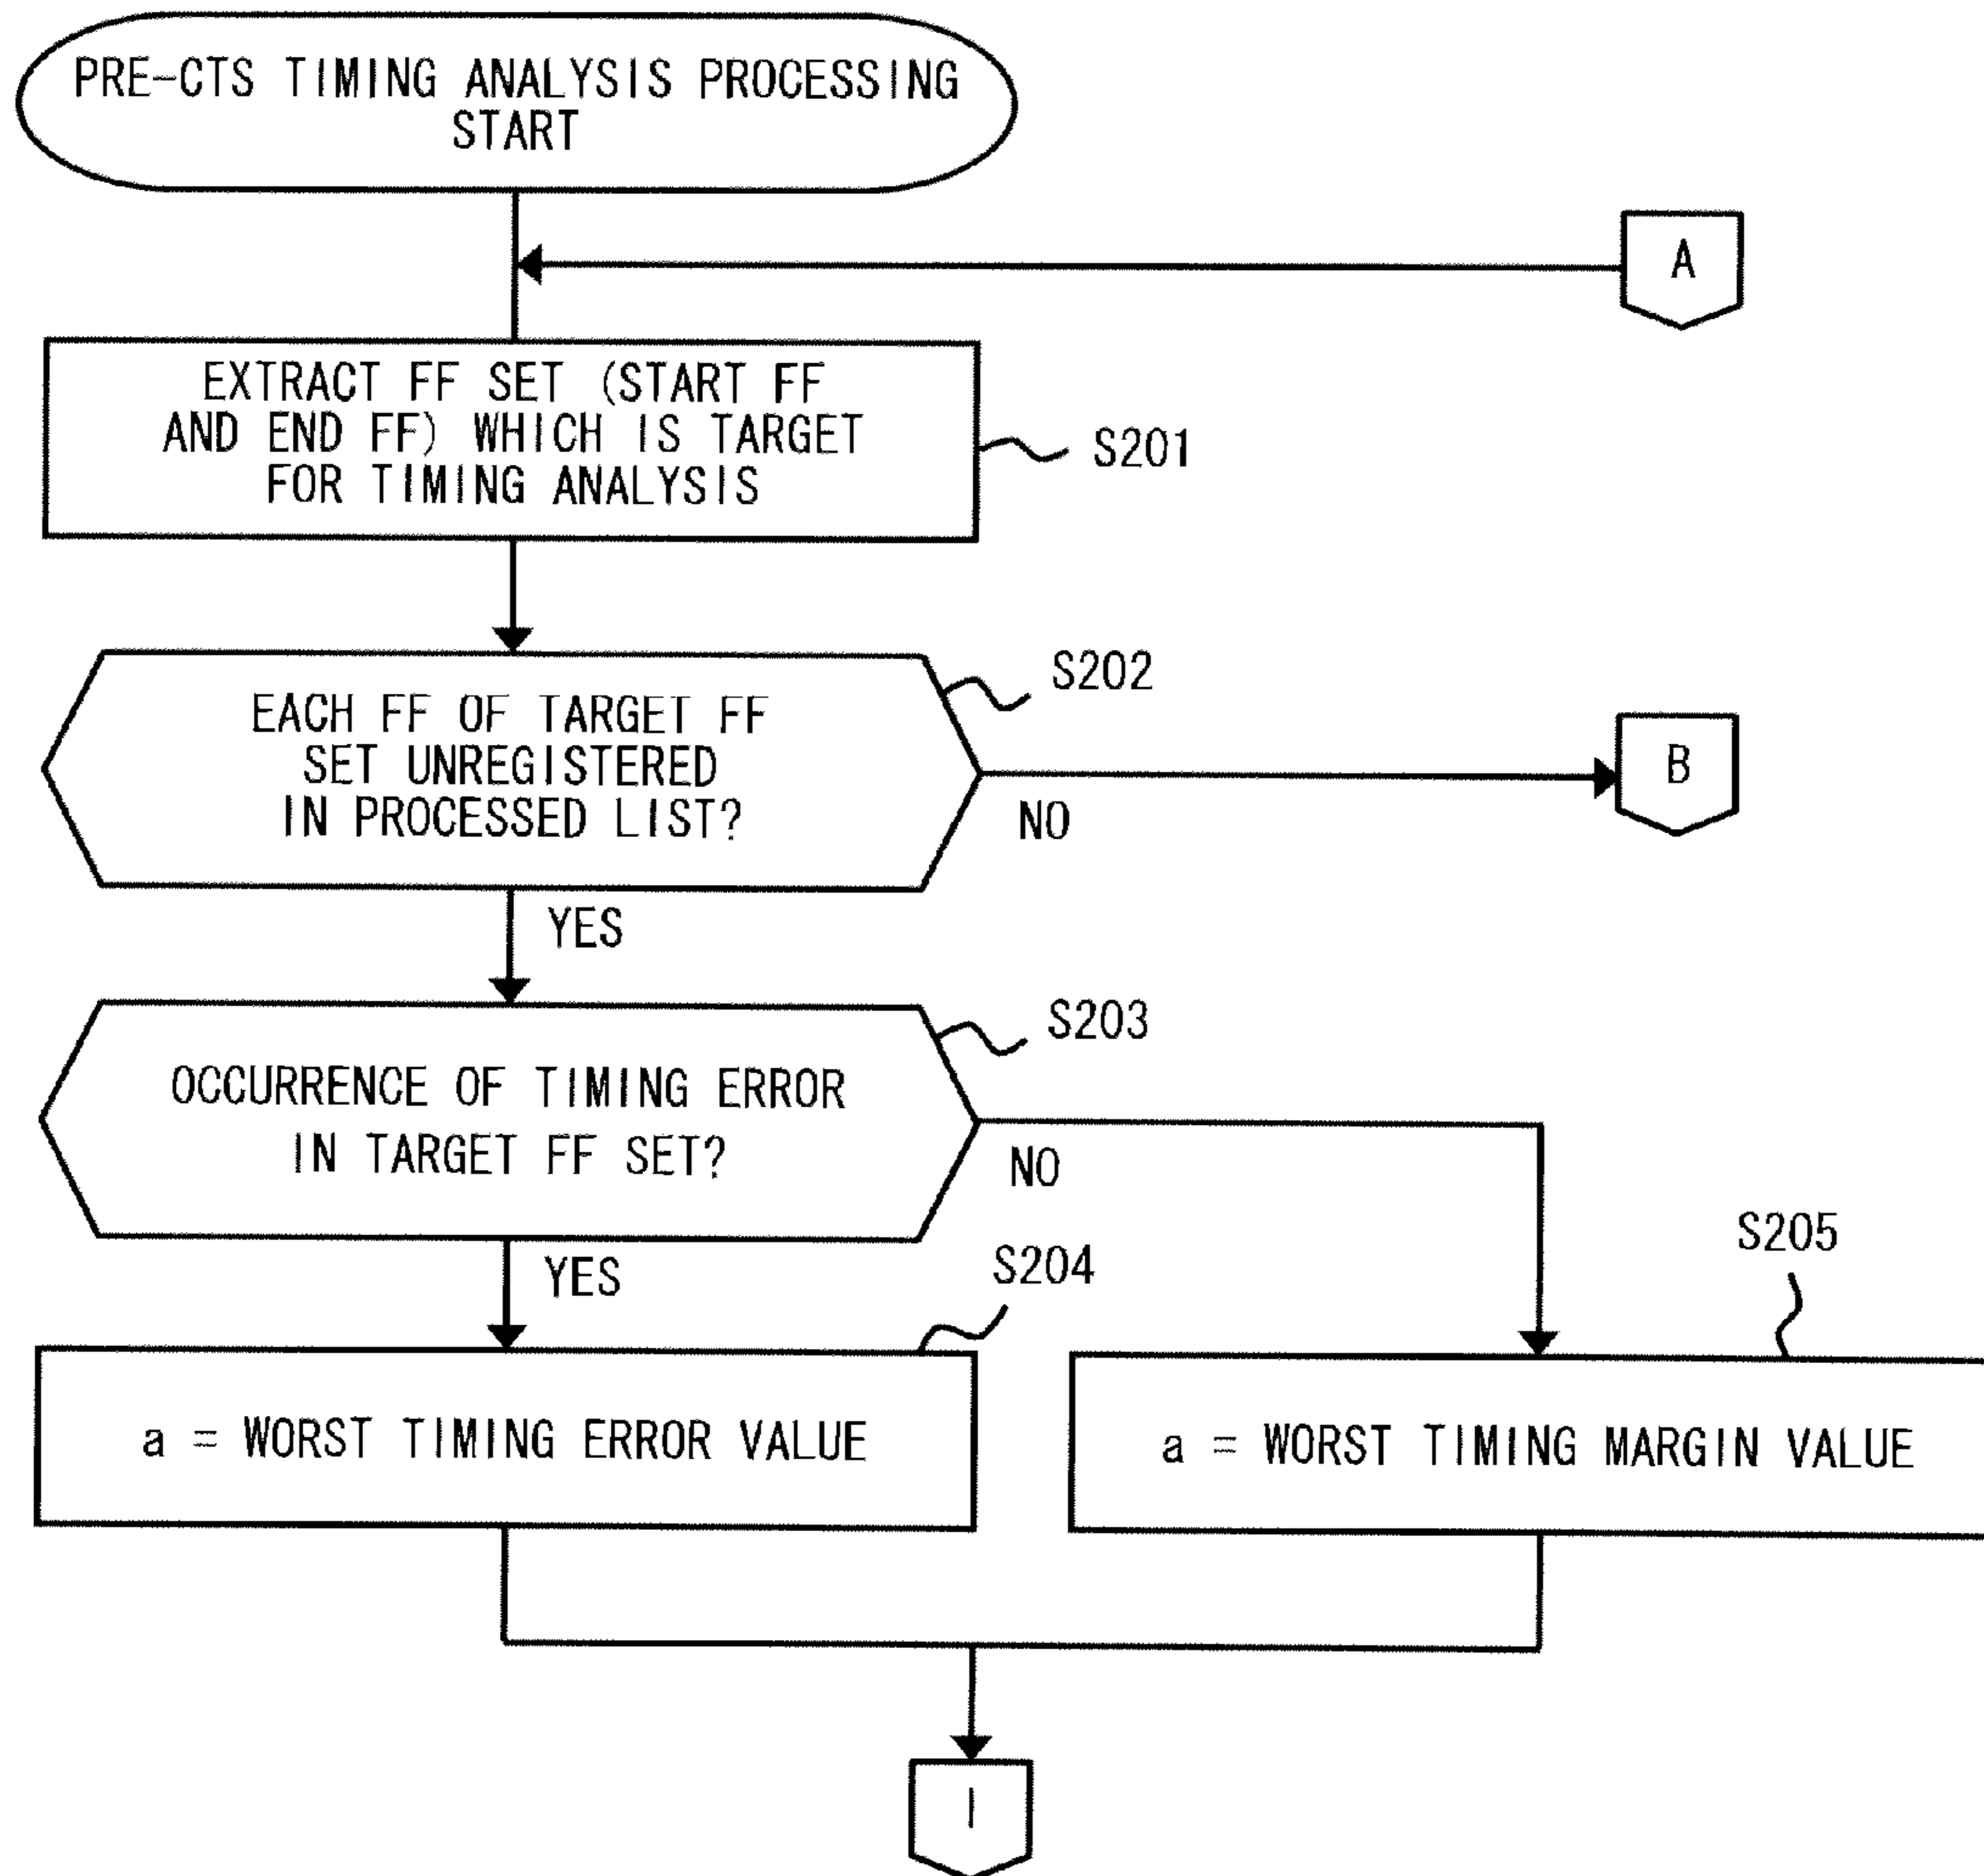 PRE-CTS TIMING ANALYSIS PROCESSING
START
A
EXTRACT FF SET (START FF
AND END FF) WHICH IS TARGET
FOR TIMING ANALYSIS
S201
S202
EACH FF OF TARGET FF
SET UNREGISTERED
IN PROCESSED LIST?
B
NO
YES
S203
OCCURRENCE OF TIMING ERROR
IN TARGET FF SET?
NO
YES
S204
S205
a = WORST TIMING ERROR VALUE
a = WORST TIMING MARGIN VALUE
I